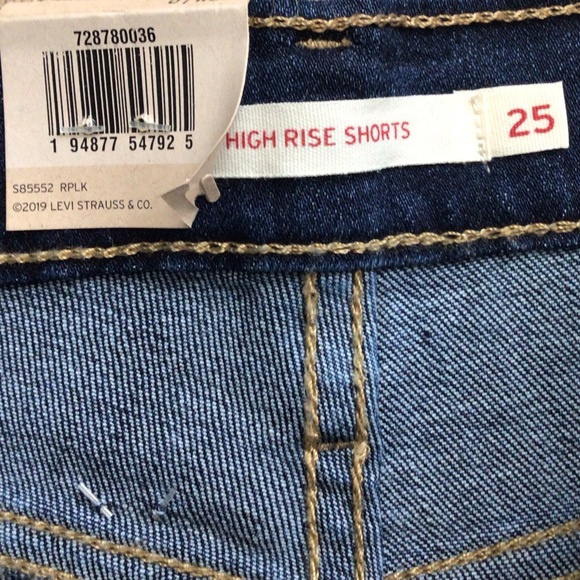 728780036
1 94877 54792 5
S85552 RPLK
©2019 LEVI STRAUSS & CO.
HIGH RISE SHORTS
25